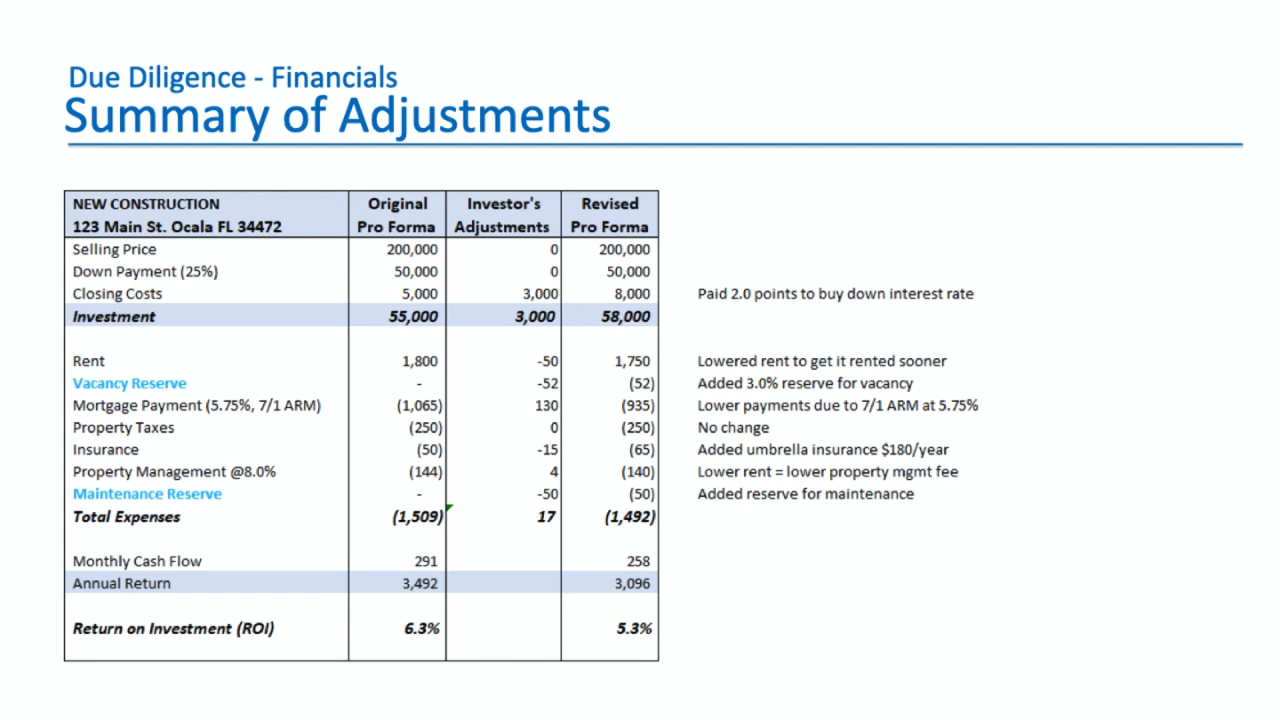 Due Diligence - Financials
Summary of Adjustments
NEW CONSTRUCTION Original Investor's Revised
123 Main St. Ocala FL 34472 Pro Forma Adjustments Pro Forma
Selling Price 200,000 0 200,000
Down Payment (25%) 50,000 0 50,000
Closing Costs 5,000 3,000 8,000 Paid 2.0 points to buy down interest rate
Investment 55,000 3,000 58,000
Rent 1,800 -50 1,750 Lowered rent to get it rented sooner
Vacancy Reserve - -52 (52) Added 3.0% reserve for vacancy
Mortgage Payment (5.75%, 7/1 ARM) (1,065) 130 (935) Lower payments due to 7/1 ARM at 5.75%
Property Taxes (250) 0 (250) No change
Insurance (50) -15 (65) Added umbrella insurance $180/year
Property Management @8.0% (144) 4 (140) Lower rent = lower property mgmt fee
Maintenance Reserve - -50 (50) Added reserve for maintenance
Total Expenses (1,509) 17 (1,492)
Monthly Cash Flow 291 258
Annual Return 3,492 3,096
Return on Investment (ROI) 6.3% 5.3%